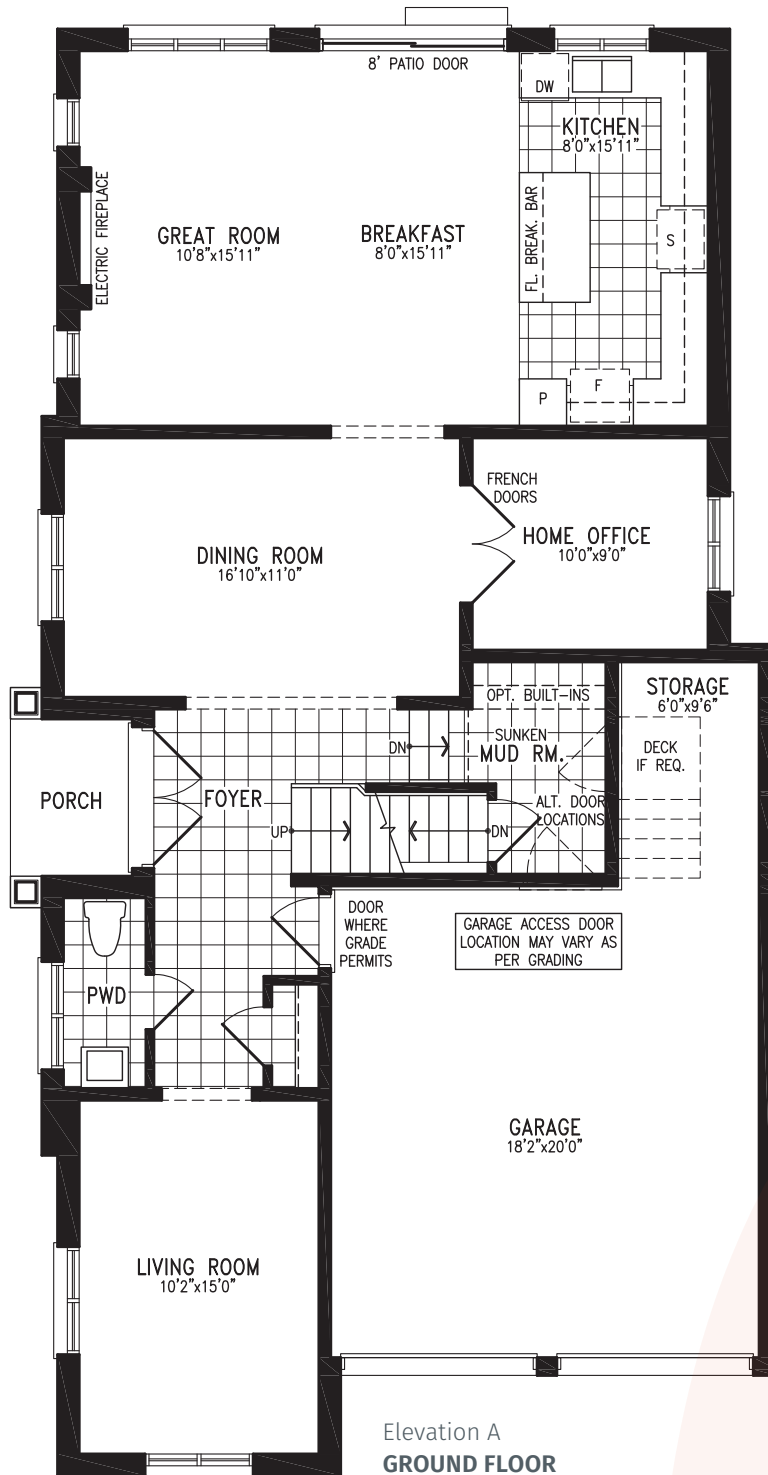 8' PATIO DOOR
DW
KITCHEN
8'0"x15'11"
ELECTRIC FIREPLACE
GREAT ROOM
10'8"x15'11"
BREAKFAST
8'0"x15'11"
FL. BREAK. BAR
S
P
F
FRENCH
DOORS
DINING ROOM
16'10"x11'0"
HOME OFFICE
10'0"x9'0"
OPT. BUILT-INS
STORAGE
6'0"x9'6"
SUNKEN
MUD RM.
DN
DECK
IF REQ.
PORCH
FOYER
UP
DN
ALT. DOOR
LOCATIONS
DOOR
WHERE
GRADE
PERMITS
GARAGE ACCESS DOOR
LOCATION MAY VARY AS
PER GRADING
PWD
GARAGE
18'2"x20'0"
LIVING ROOM
10'2"x15'0"
Elevation A
GROUND FLOOR